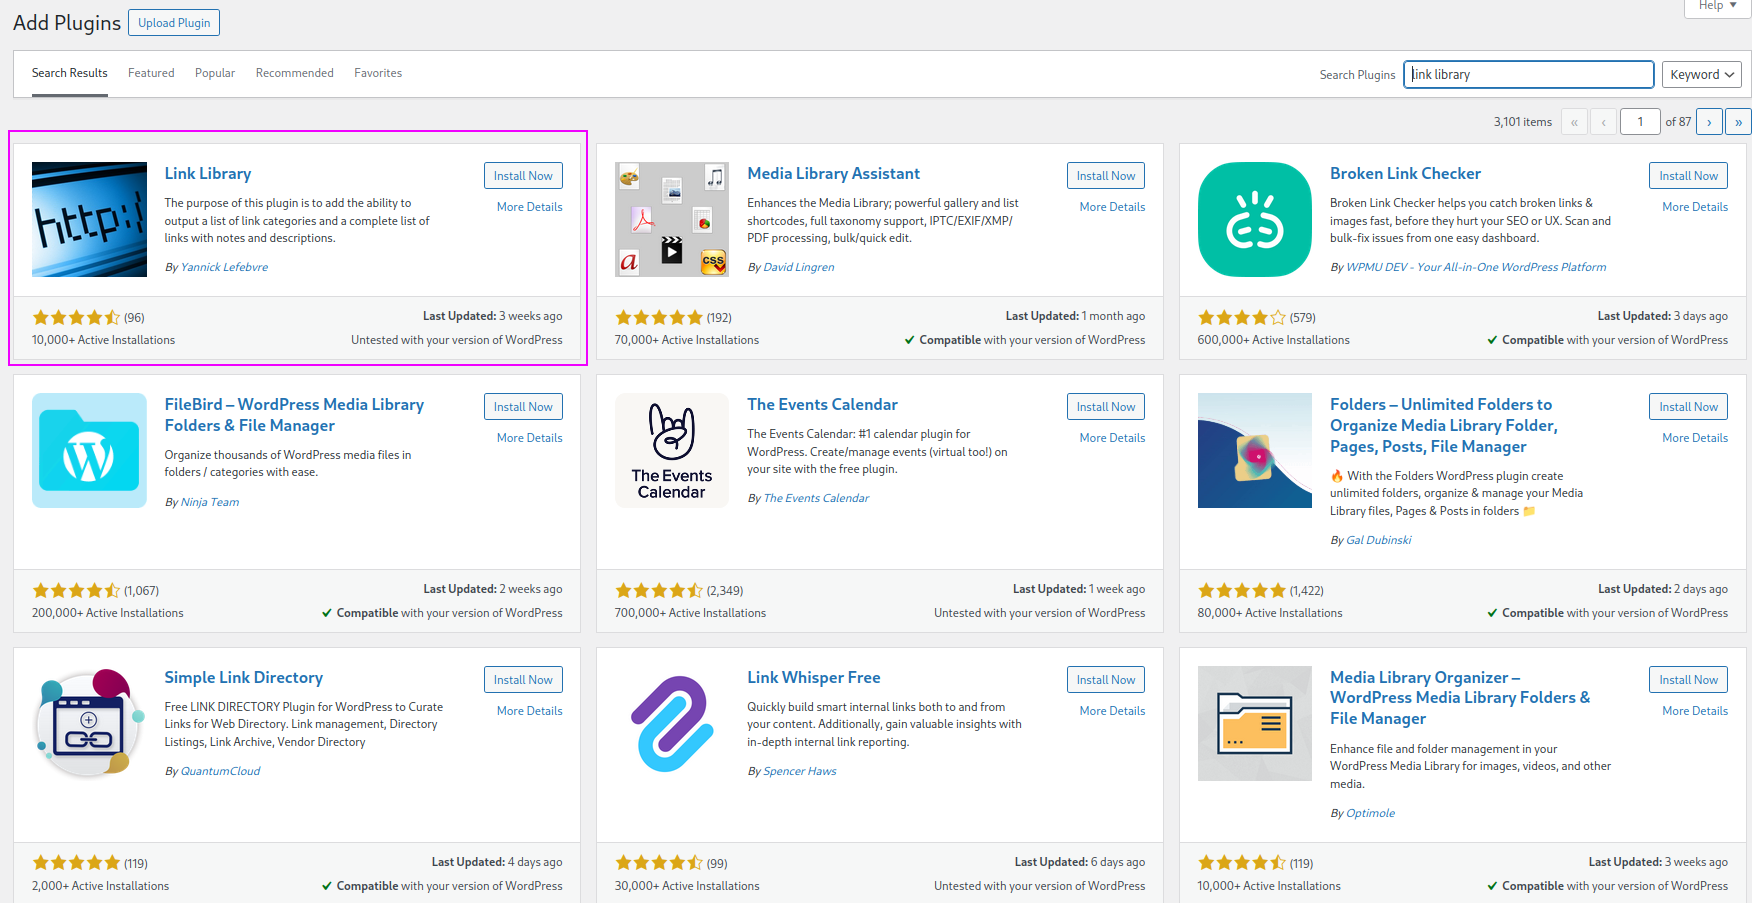 Help ▼
Add Plugins Upload Plugin
Search Results Featured Popular Recommended Favorites Search Plugins link library Keyword
3,101 items « ‹ 1 of 87 › »
http:/
Link Library
Install Now
More Details
The purpose of this plugin is to add the ability to
output a list of link categories and a complete list of
links with notes and descriptions.
By Yannick Lefebvre
(96)
Last Updated: 3 weeks ago
10,000+ Active Installations
Untested with your version of WordPress
CSS
a
Media Library Assistant
Install Now
More Details
Enhances the Media Library; powerful gallery and list
shortcodes, full taxonomy support, IPTC/EXIF/XMP/
PDF processing, bulk/quick edit.
By David Lingren
(192)
Last Updated: 1 month ago
70,000+ Active Installations
✔ Compatible with your version of WordPress
Broken Link Checker
Install Now
More Details
Broken Link Checker helps you catch broken links &
images fast, before they hurt your SEO or UX. Scan and
bulk-fix issues from one easy dashboard.
By WPMU DEV - Your All-in-One WordPress Platform
(579)
Last Updated: 3 days ago
600,000+ Active Installations
✔ Compatible with your version of WordPress
FileBird – WordPress Media Library
Folders & File Manager
Install Now
More Details
Organize thousands of WordPress media files in
folders / categories with ease.
By Ninja Team
(1,067)
Last Updated: 2 weeks ago
200,000+ Active Installations
✔ Compatible with your version of WordPress
The Events
Calendar
The Events Calendar
Install Now
More Details
The Events Calendar: #1 calendar plugin for
WordPress. Create/manage events (virtual too!) on
your site with the free plugin.
By The Events Calendar
(2,349)
Last Updated: 1 week ago
700,000+ Active Installations
Untested with your version of WordPress
Folders – Unlimited Folders to
Organize Media Library Folder,
Pages, Posts, File Manager
Install Now
More Details
🔥 With the Folders WordPress plugin create
unlimited folders, organize & manage your Media
Library files, Pages & Posts in folders 📁
By Gal Dubinski
(1,422)
Last Updated: 2 days ago
80,000+ Active Installations
✔ Compatible with your version of WordPress
Simple Link Directory
Install Now
More Details
Free LINK DIRECTORY Plugin for WordPress to Curate
Links for Web Directory. Link management, Directory
Listings, Link Archive, Vendor Directory
By QuantumCloud
(119)
Last Updated: 4 days ago
2,000+ Active Installations
✔ Compatible with your version of WordPress
Link Whisper Free
Install Now
More Details
Quickly build smart internal links both to and from
your content. Additionally, gain valuable insights with
in-depth internal link reporting.
By Spencer Haws
(99)
Last Updated: 6 days ago
30,000+ Active Installations
Untested with your version of WordPress
Media Library Organizer –
WordPress Media Library Folders &
File Manager
Install Now
More Details
Enhance file and folder management in your
WordPress Media Library for images, videos, and other
media.
By Optimole
(119)
Last Updated: 3 weeks ago
10,000+ Active Installations
✔ Compatible with your version of WordPress